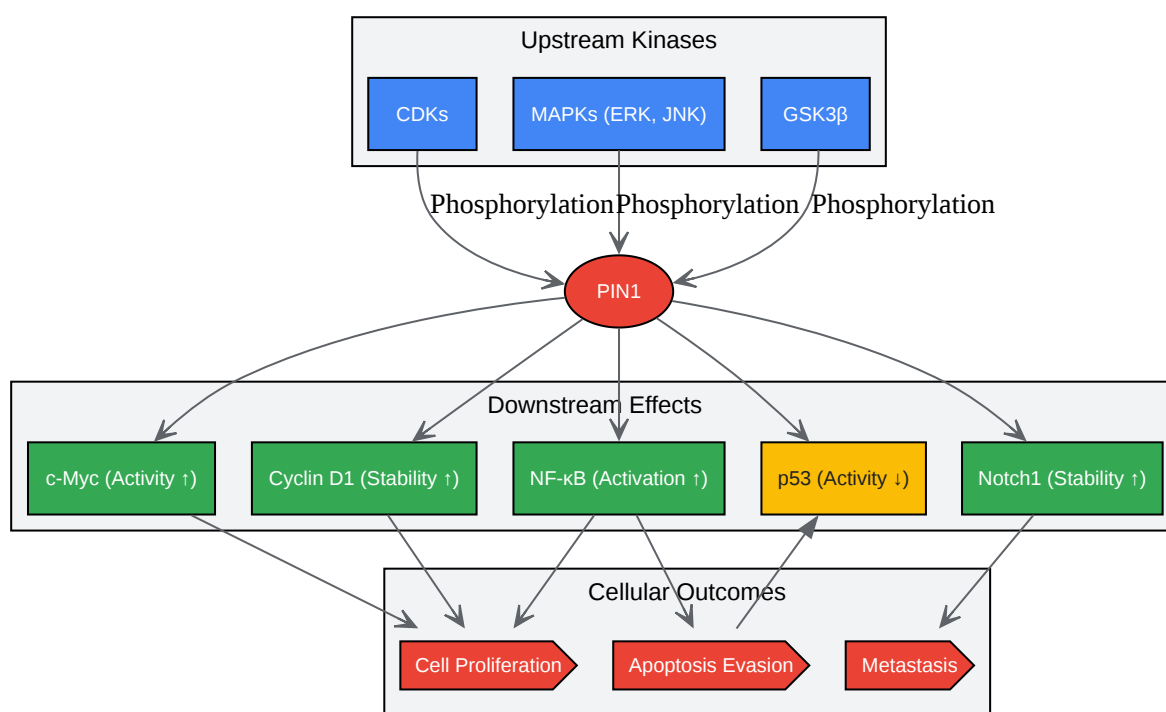 Upstream Kinases
CDKs
MAPKs (ERK, JNK)
GSK3β
Phosphorylation
Phosphorylation
Phosphorylation
PIN1
Downstream Effects
c-Myc (Activity ↑)
Cyclin D1 (Stability ↑)
NF-κB (Activation ↑)
p53 (Activity ↓)
Notch1 (Stability ↑)
Cellular Outcomes
Cell Proliferation
Apoptosis Evasion
Metastasis